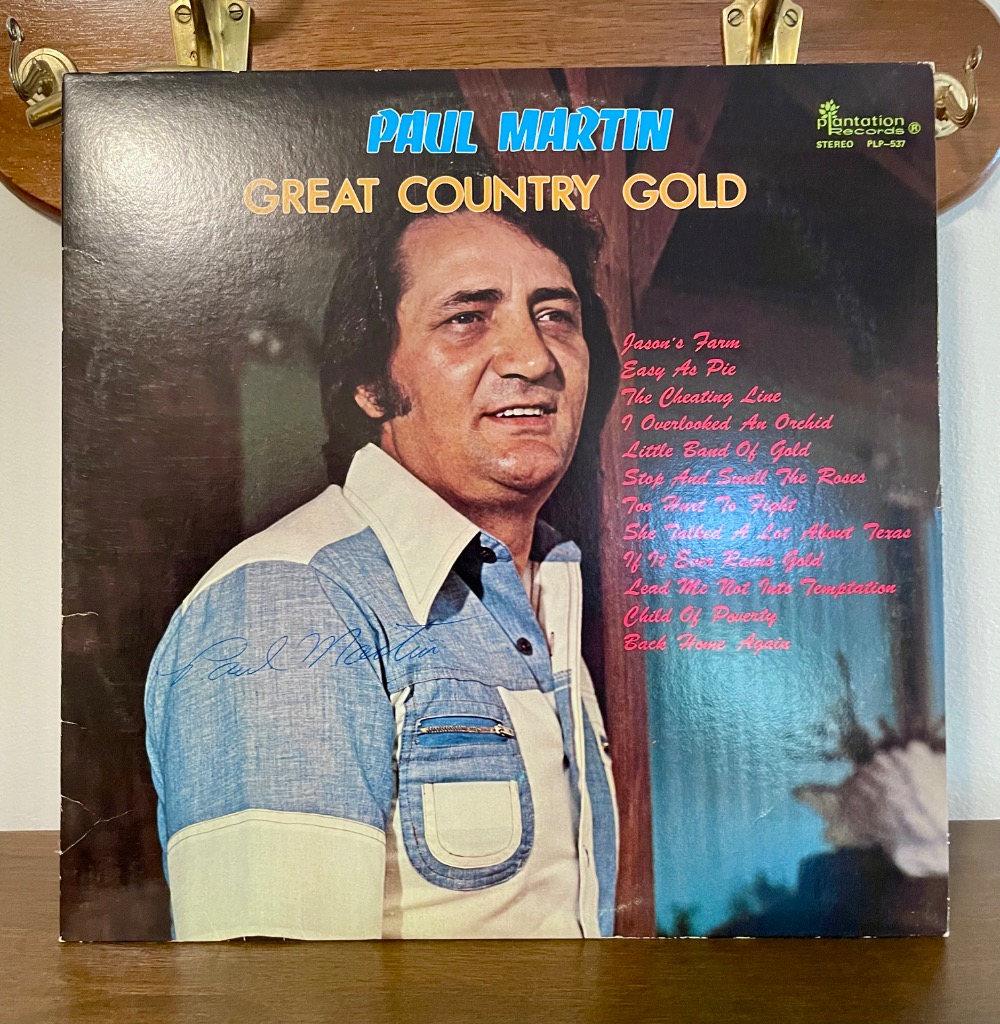 PAUL MARTIN
GREAT COUNTRY GOLD
Plantation
Records ®
STEREO PLP-537
Jason's Farm
Easy As Pie
The Cheating Line
I Overlooked An Orchid
Little Band Of Gold
Stop And Smell The Roses
Too Hurt To Fight
She Talked A Lot About Texas
If It Ever Rains Gold
Lead Me Not Into Temptation
Child Of Poverty
Back Home Again
Paul Martin